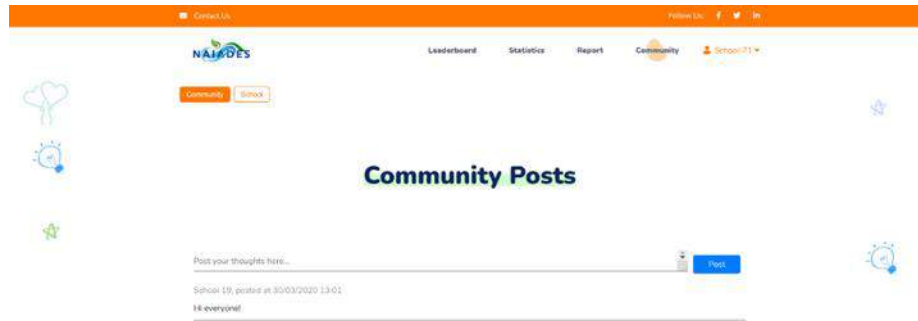 Contact Us
Follow Us:
NAIADES
Leaderboard
Statistics
Report
Community
School 71
Community
School
Community Posts
Post your thoughts here...
Post
School 19, posted at 30/03/2020 13:01
Hi everyone!